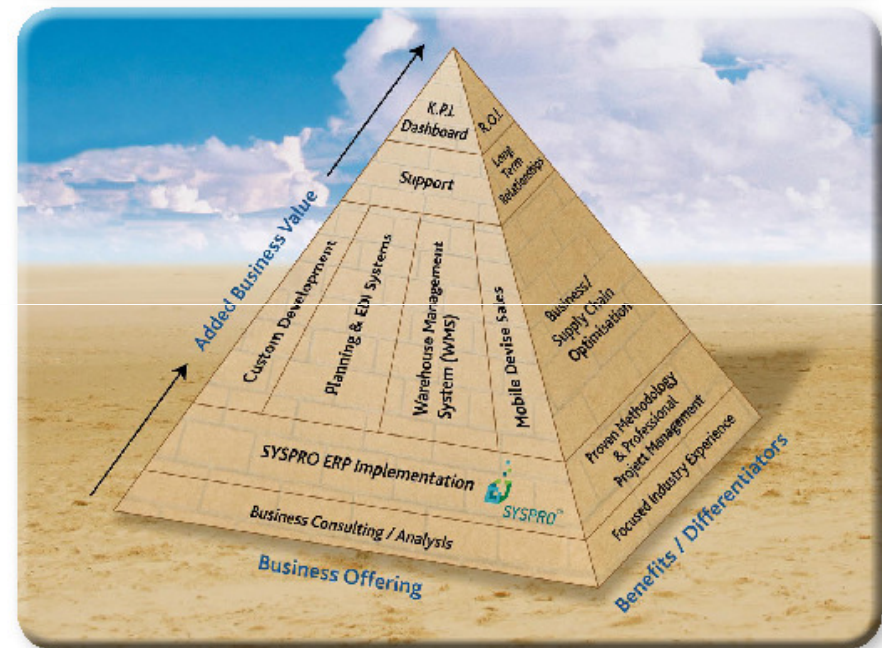 K.P.I.
Dashboard
R.O.I.
Support
Long
Term
Relationships
Custom Development
Planning & EDI Systems
Warehouse Management
System (WMS)
Mobile Devise Sales
Business/
Supply Chain
Optimisation
SYSPRO ERP Implementation
SYSPRO™
Proven Methodology
& Professional
Projett Management
Business Consulting / Analysis
Focused Industry Experience
Added Business Value
Business Offering
Benefits / Differentiators